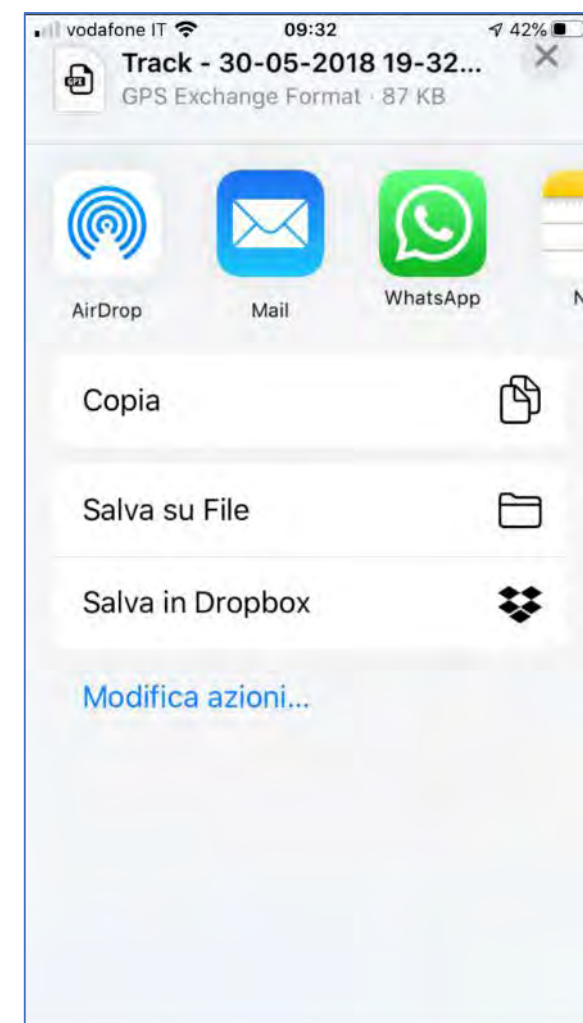 vodafone IT 09:32 42%
Track - 30-05-2018 19-32...
GPX
GPS Exchange Format · 87 KB
AirDrop Mail WhatsApp N
Copia
Salva su File
Salva in Dropbox
Modifica azioni...